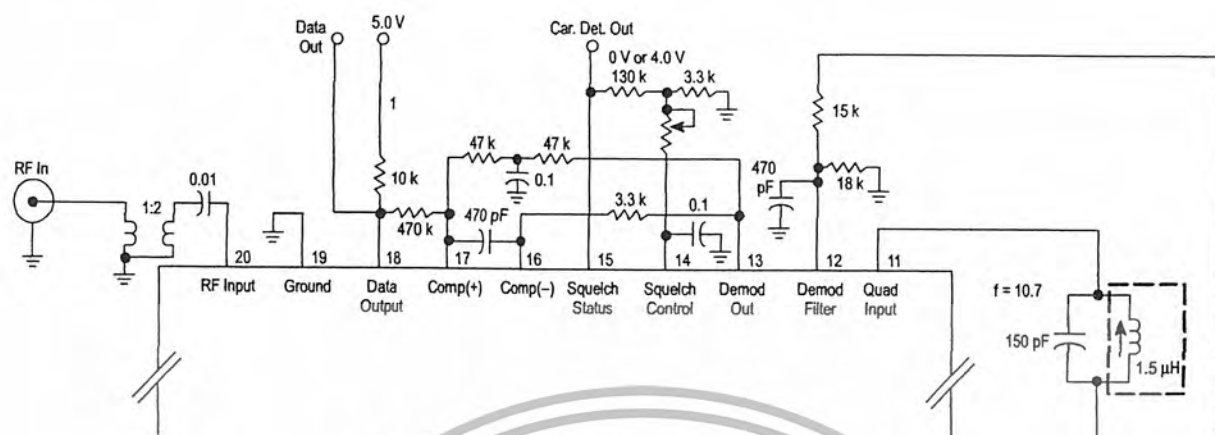 Data
Out
5.0 V
Car. Det. Out
0 V or 4.0 V
130 k
3.3 k
1
15 k
RF In
47 k
47 k
0.01
10 k
0.1
470
pF
18 k
1:2
3.3 k
0.1
470 k
470 pF
20
19
18
17
16
15
14
13
12
11
RF Input
Ground
Data
Output
Comp(+)
Comp(–)
Squelch
Status
Squelch
Control
Demod
Out
Demod
Filter
Quad
Input
f = 10.7
150 pF
1.5 µH